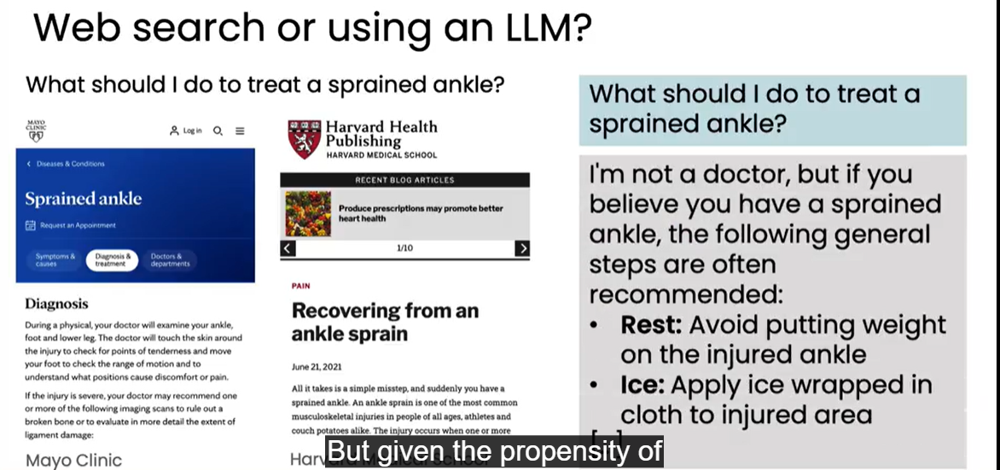 Web search or using an LLM?
What should I do to treat a sprained ankle?
MAYO
CLINIC
Log in
Diseases & Conditions
Sprained ankle
Request an Appointment
Symptoms &
causes
Diagnosis &
treatment
Doctors &
departments
Diagnosis
During a physical, your doctor will examine your ankle,
foot and lower leg. The doctor will touch the skin around
the injury to check for points of tenderness and move
your foot to check the range of motion and to
understand what positions cause discomfort or pain.
If the injury is severe, your doctor may recommend one
or more of the following imaging scans to rule out a
broken bone or to evaluate in more detail the extent of
ligament damage:
Mayo Clinic
Harvard Health
Publishing
HARVARD MEDICAL SCHOOL
RECENT BLOG ARTICLES
Produce prescriptions may promote better
heart health
1/10
PAIN
Recovering from an
ankle sprain
June 21, 2021
All it takes is a simple misstep, and suddenly you have a
sprained ankle. An ankle sprain is one of the most common
musculoskeletal injuries in people of all ages, athletes and
couch potatoes alike. The injury occurs when one or more
Harvard Medical School
What should I do to treat a
sprained ankle?
I'm not a doctor, but if you
believe you have a sprained
ankle, the following general
steps are often
recommended:
• Rest: Avoid putting weight
on the injured ankle
• Ice: Apply ice wrapped in
cloth to injured area
But given the propensity of